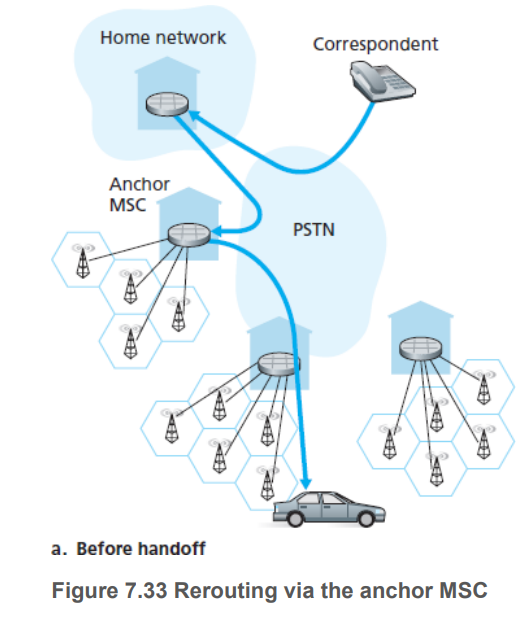 Home network
Correspondent
Anchor
MSC
PSTN
a. Before handoff
Figure 7.33 Rerouting via the anchor MSC